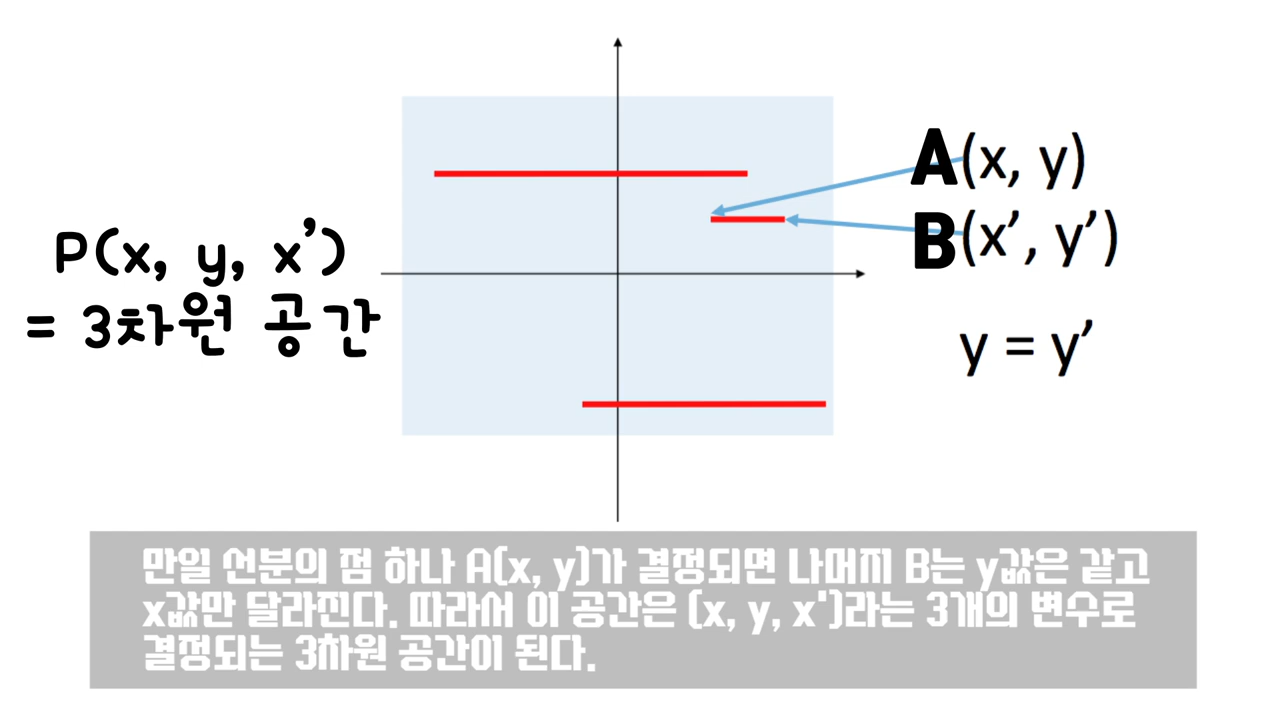 A(x, y)
B(x’, y’)
P(x, y, x’)
= 3차원 공간
y = y’
만일 선분의 점 하나 A(x, y)가 결정되면 나머지 B는 y값은 같고
x값만 달라진다. 따라서 이 공간은 (x, y, x')라는 3개의 변수로
결정되는 3차원 공간이 된다.